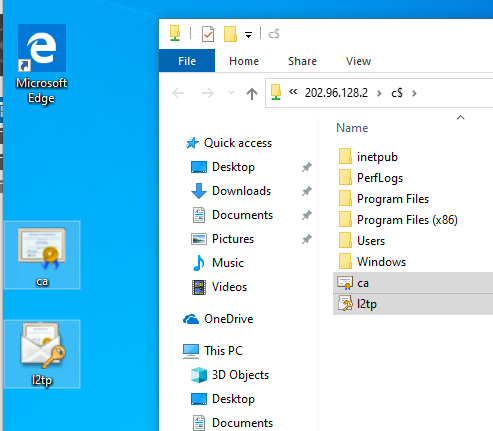 Microsoft
Edge
ca
l2tp
c$
File
Home
Share
View
« 202.96.128.2 › c$ ›
Quick access
Desktop
Downloads
Documents
Pictures
Music
Videos
OneDrive
This PC
3D Objects
Desktop
Documents
Name
inetpub
PerfLogs
Program Files
Program Files (x86)
Users
Windows
ca
l2tp